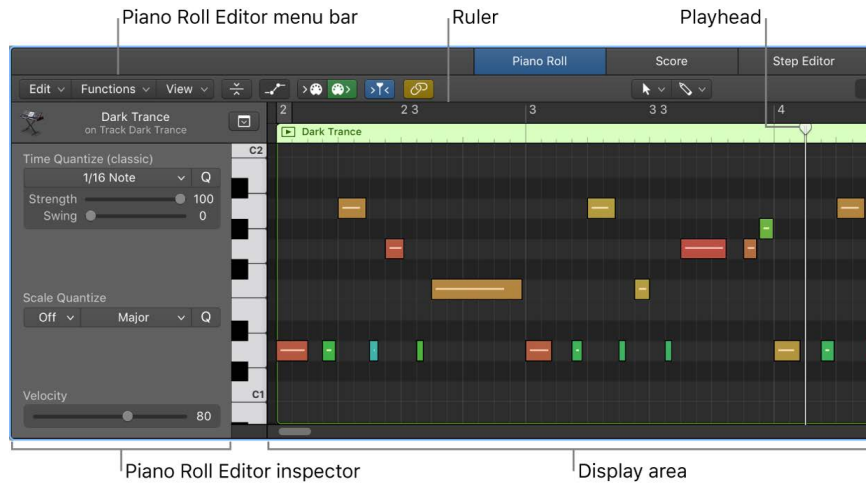 Piano Roll Editor menu bar
Ruler
Playhead
Piano Roll
Score
Step Editor
Edit
Functions
View
2
2 3
3
3 3
4
Dark Trance
on Track Dark Trance
Dark Trance
Time Quantize (classic)
1/16 Note
Q
Strength
100
Swing
0
C2
Scale Quantize
Off
Major
Q
Velocity
80
C1
Piano Roll Editor inspector
Display area